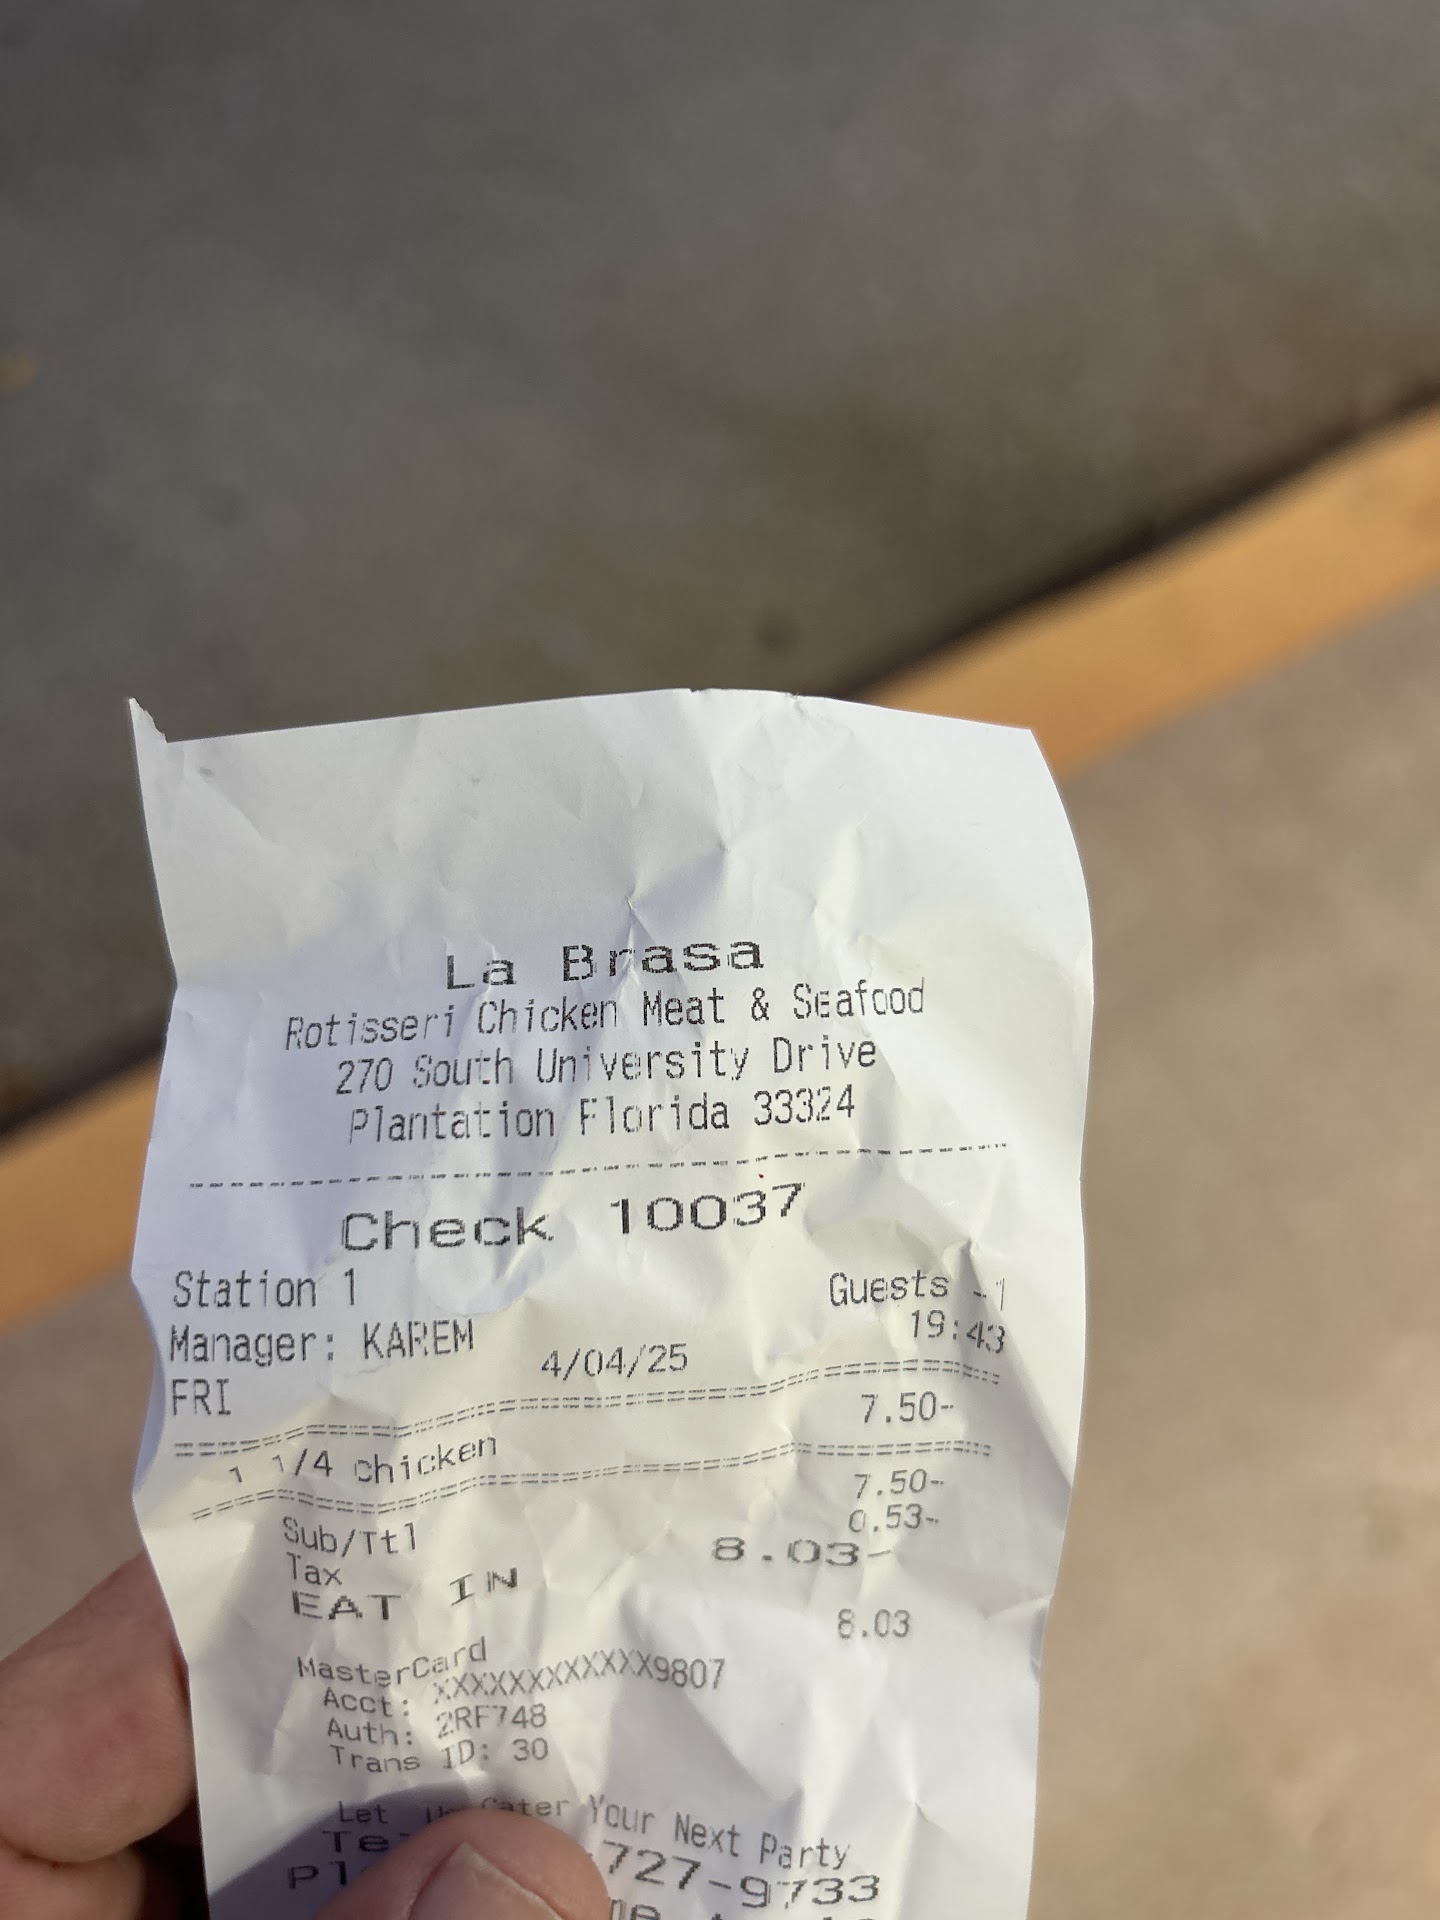 La Brasa
Rotisseri Chicken Meat & Seafood
270 South University Drive
Plantation Florida 33324
Check 10037
Station 1 Guests -1
Manager: KAREM 19:43
FRI 4/04/25
1 1/4 chicken 7.50-
Sub/Ttl 7.50-
Tax 0.53-
EAT IN 8.03-
MasterCard 8.03
Acct: XXXXXXXXXXXX9807
Auth: 2RF748
Trans ID: 30
Let Cater Your Next Party
727-9733